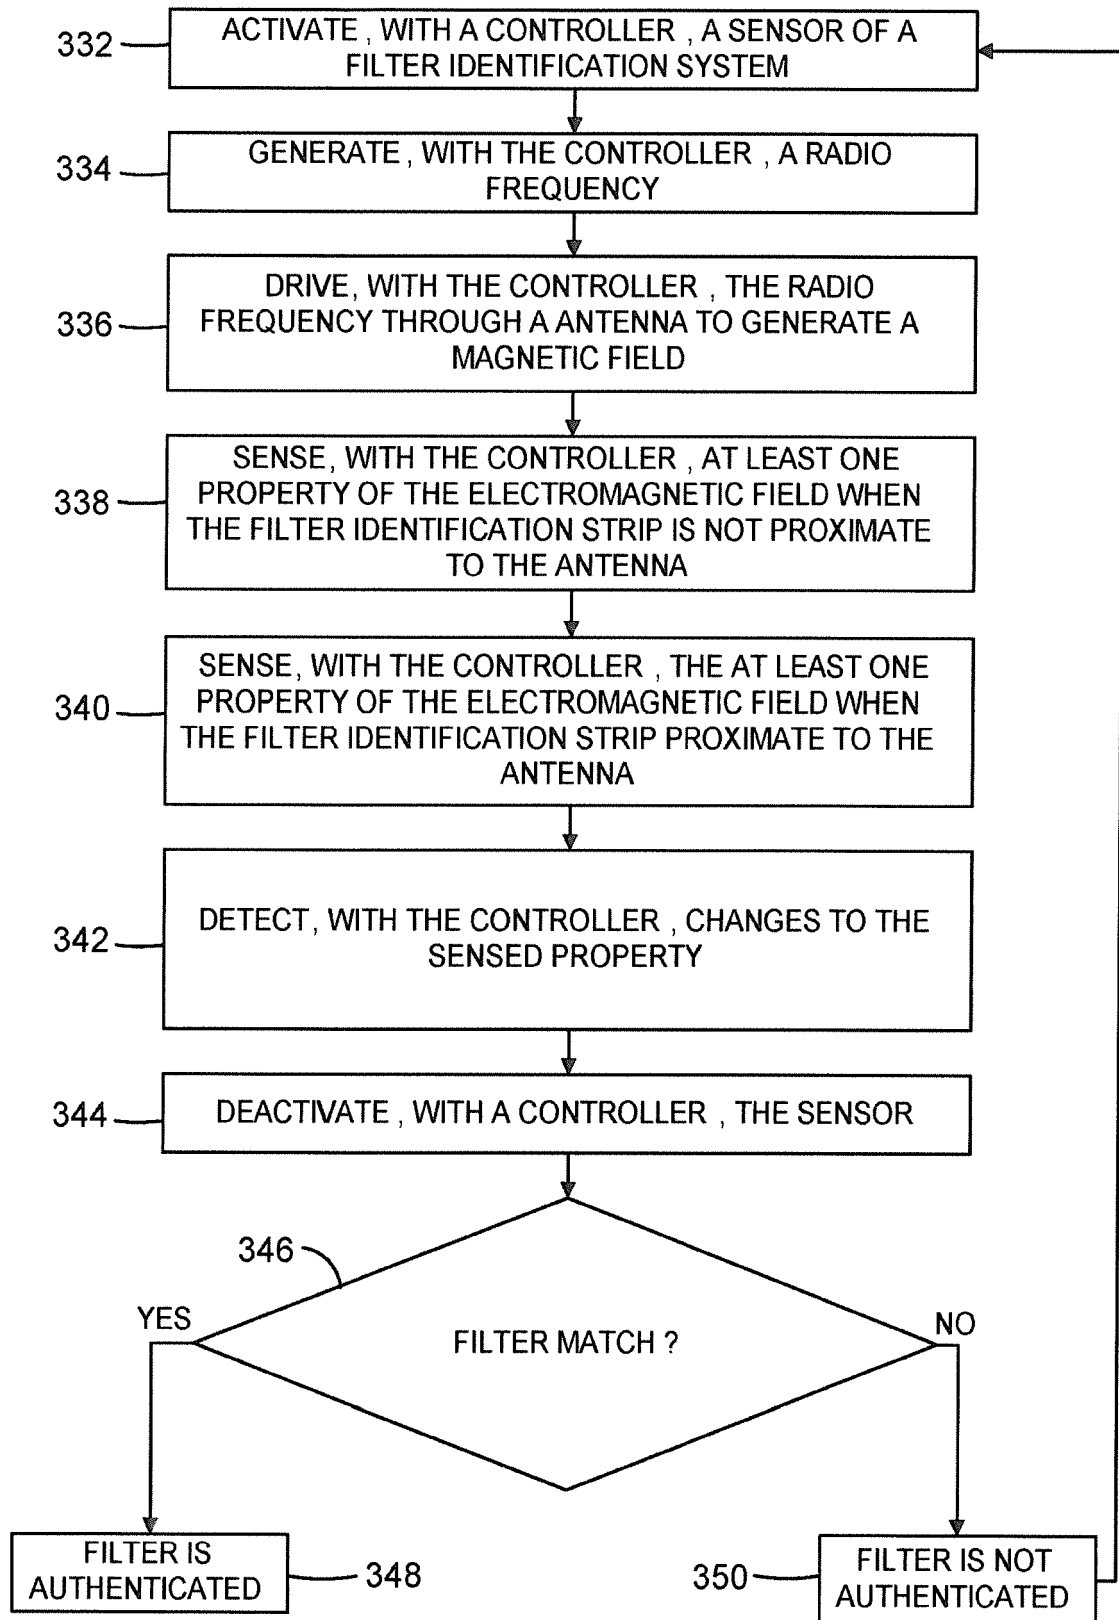 332
ACTIVATE , WITH A CONTROLLER , A SENSOR OF A
FILTER IDENTIFICATION SYSTEM
334
GENERATE, WITH THE CONTROLLER , A RADIO
FREQUENCY
336
DRIVE, WITH THE CONTROLLER , THE RADIO
FREQUENCY THROUGH A ANTENNA TO GENERATE A
MAGNETIC FIELD
338
SENSE, WITH THE CONTROLLER , AT LEAST ONE
PROPERTY OF THE ELECTROMAGNETIC FIELD WHEN
THE FILTER IDENTIFICATION STRIP IS NOT PROXIMATE
TO THE ANTENNA
340
SENSE, WITH THE CONTROLLER , THE AT LEAST ONE
PROPERTY OF THE ELECTROMAGNETIC FIELD WHEN
THE FILTER IDENTIFICATION STRIP PROXIMATE TO THE
ANTENNA
342
DETECT, WITH THE CONTROLLER , CHANGES TO THE
SENSED PROPERTY
344
DEACTIVATE , WITH A CONTROLLER , THE SENSOR
346
YES
NO
FILTER MATCH ?
FILTER IS
AUTHENTICATED
348
350
FILTER IS NOT
AUTHENTICATED